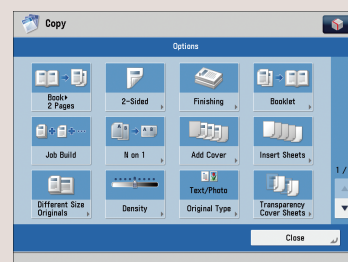 Copy
Options
Book▶
2 Pages
2-Sided
Finishing
Booklet
Job Build
N on 1
Add Cover
Insert Sheets
Different Size
Originals
Density
Text/Photo
Original Type
Transparency
Cover Sheets
1/
Close